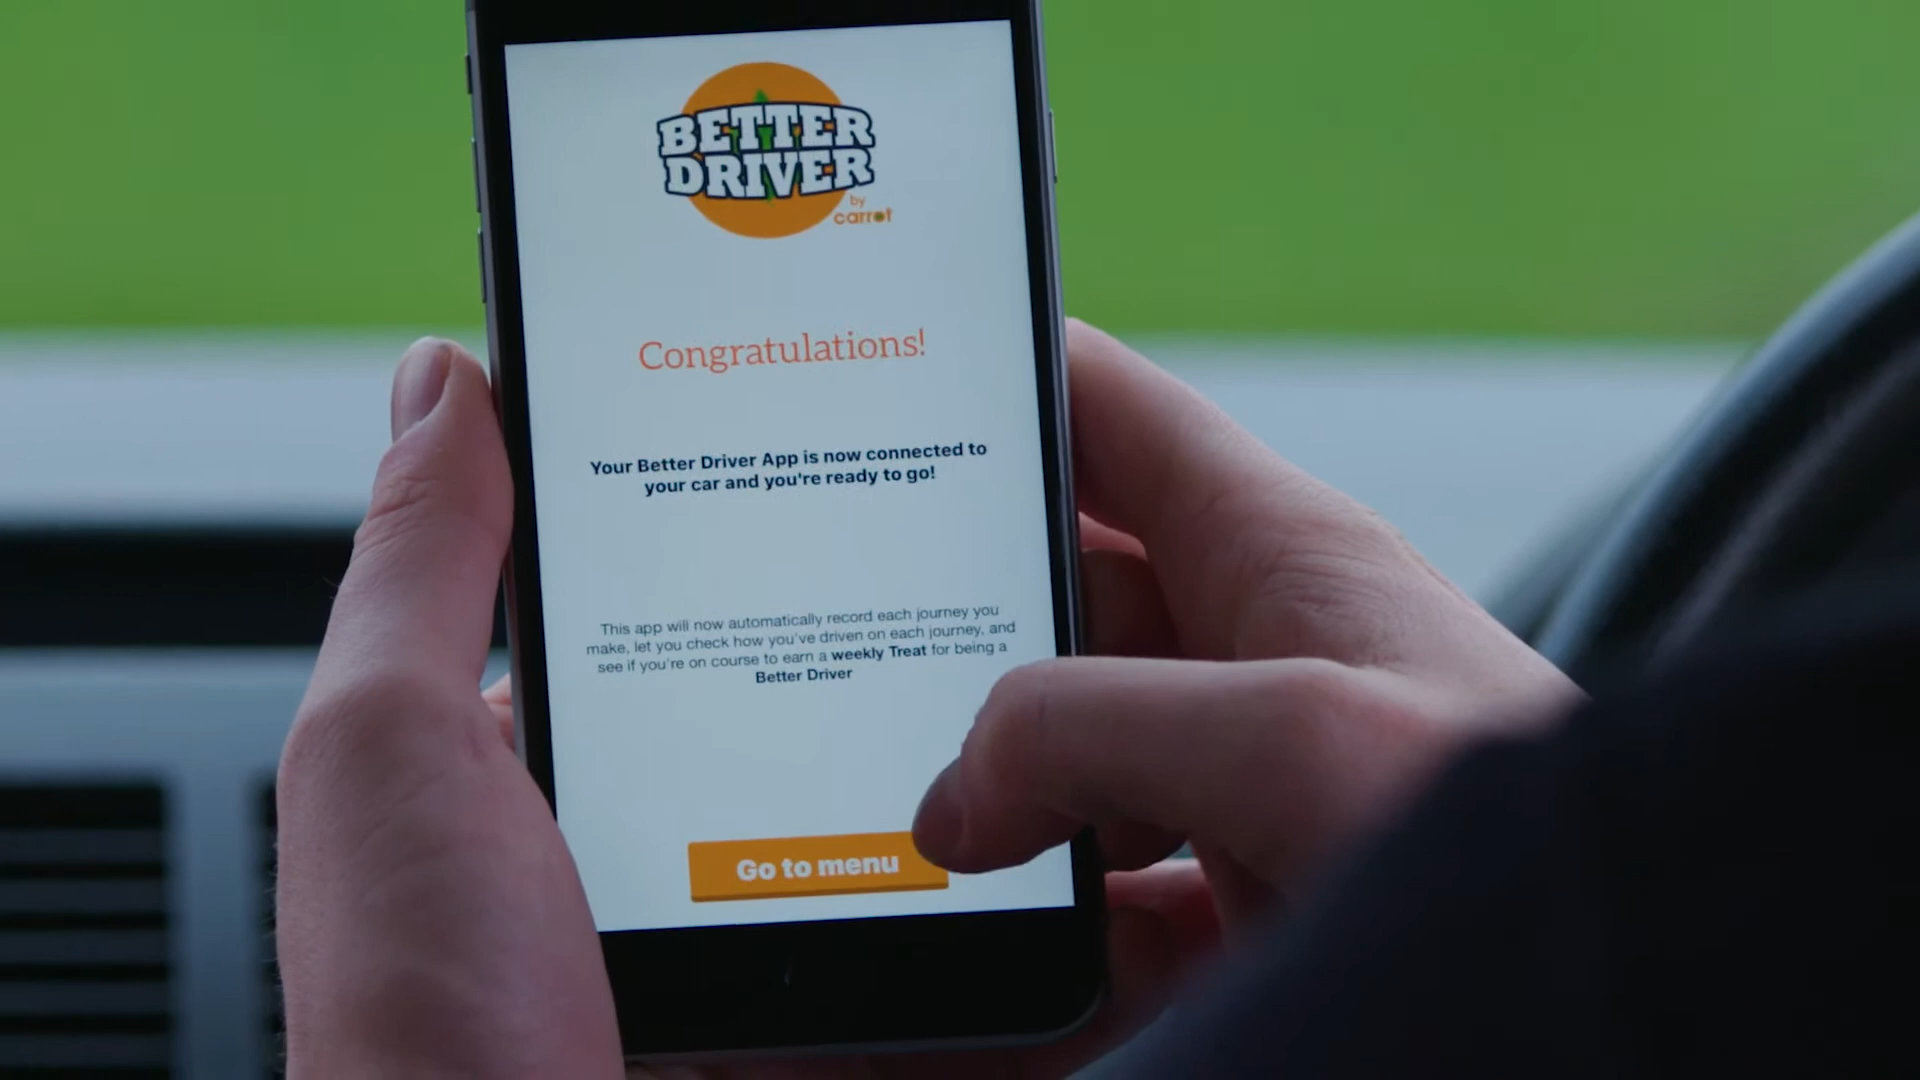 BETTER
DRIVER
by
carrot
Congratulations!
Your Better Driver App is now connected to
your car and you're ready to go!
This app will now automatically record each journey you
make, let you check how you've driven on each journey, and
see if you're on course to earn a weekly Treat for being a
Better Driver
Go to menu